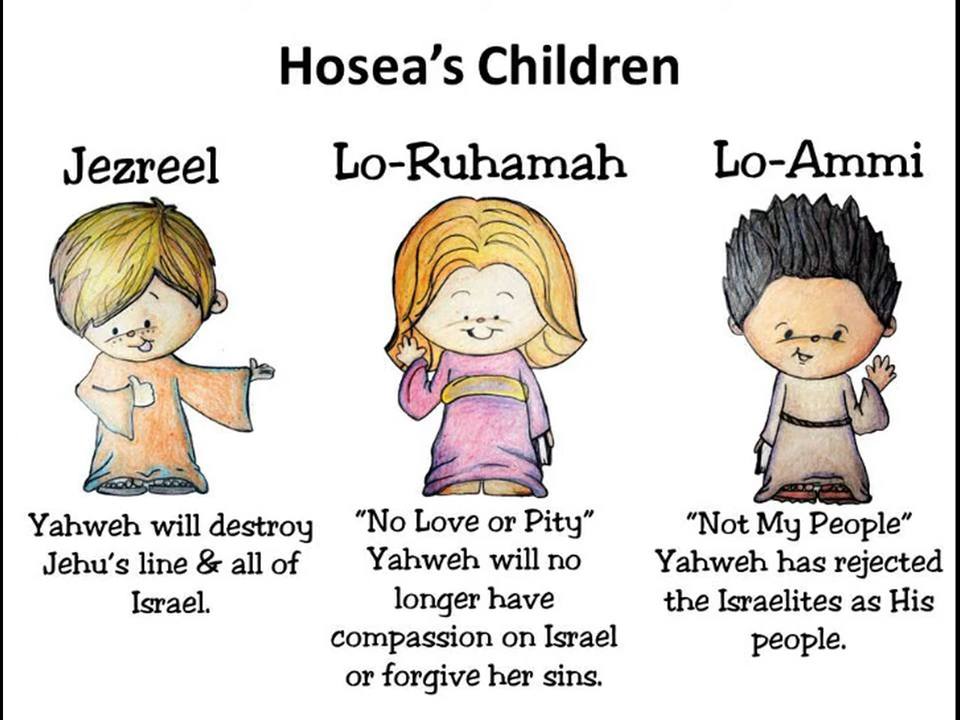 Hosea's Children
Jezreel
Lo-Ruhamah
Lo-Ammi
Yahweh will destroy
Jehu's line & all of
Israel.
"No Love or Pity"
Yahweh will no
longer have
compassion on Israel
or forgive her sins.
"Not My People"
Yahweh has rejected
the Israelites as His
people.